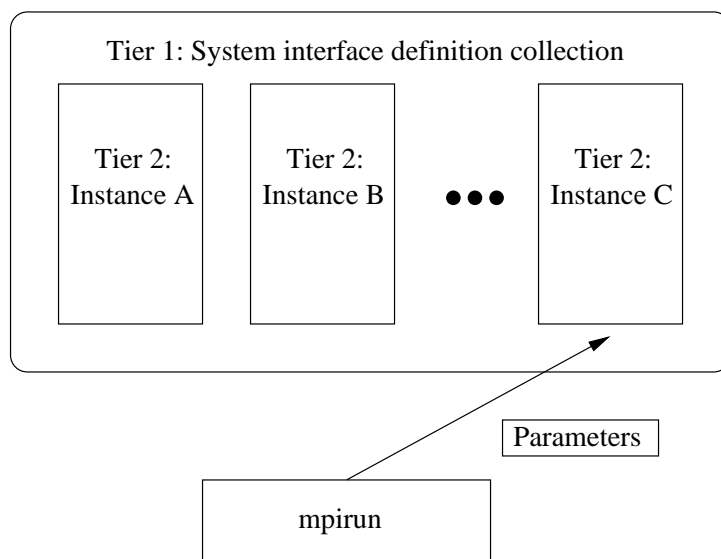 Tier 1: System interface definition collection
Tier 2:
Instance A
Tier 2:
Instance B
Tier 2:
Instance C
Parameters
mpirun